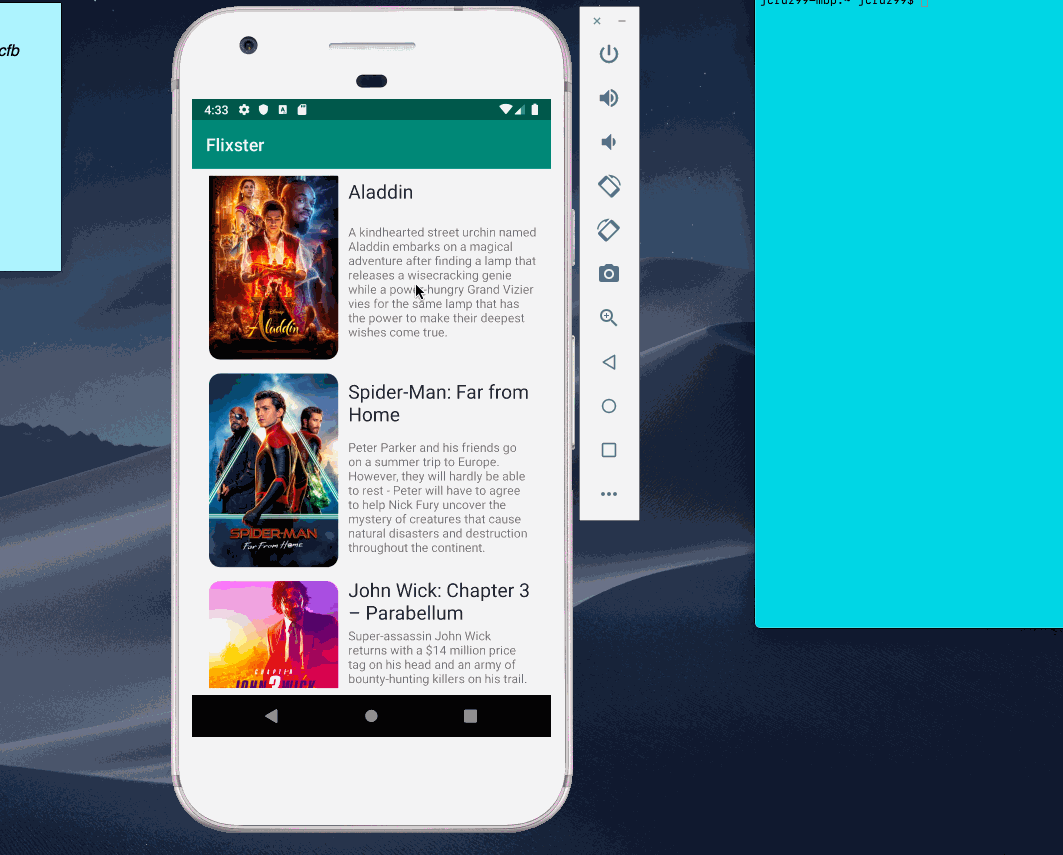 cfb
4:33
Flixster
Aladdin
A kindhearted street urchin named
Aladdin embarks on a magical
adventure after finding a lamp that
releases a wisecracking genie
while a power-hungry Grand Vizier
vies for the same lamp that has
the power to make their deepest
wishes come true.
Disney
Aladdin
Spider-Man: Far from
Home
Peter Parker and his friends go
on a summer trip to Europe.
However, they will hardly be able
to rest - Peter will have to agree
to help Nick Fury uncover the
mystery of creatures that cause
natural disasters and destruction
throughout the continent.
SPIDER-MAN
Far From Home
John Wick: Chapter 3
– Parabellum
Super-assassin John Wick
returns with a $14 million price
tag on his head and an army of
bounty-hunting killers on his trail.
CHAPTER
3
JOHN WICK